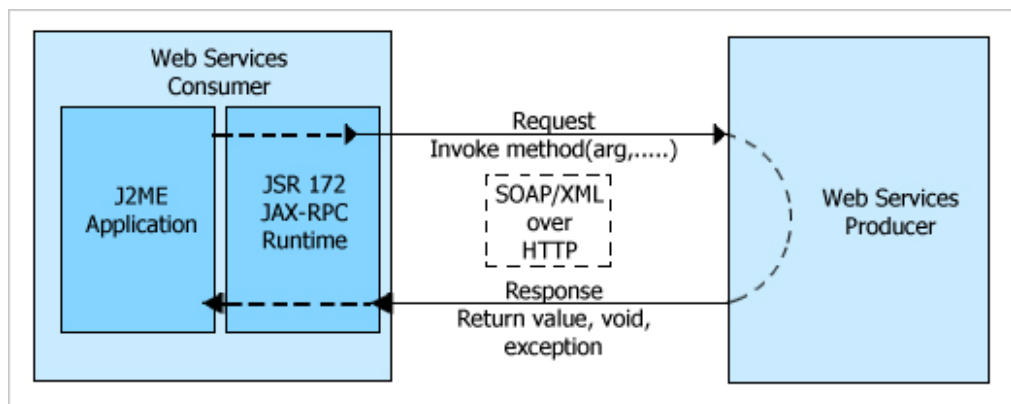 Web Services
Consumer
J2ME
Application
JSR 172
JAX-RPC
Runtime
Request
Invoke method(arg,.....)
SOAP/XML
over
HTTP
Response
Return value, void,
exception
Web Services
Producer